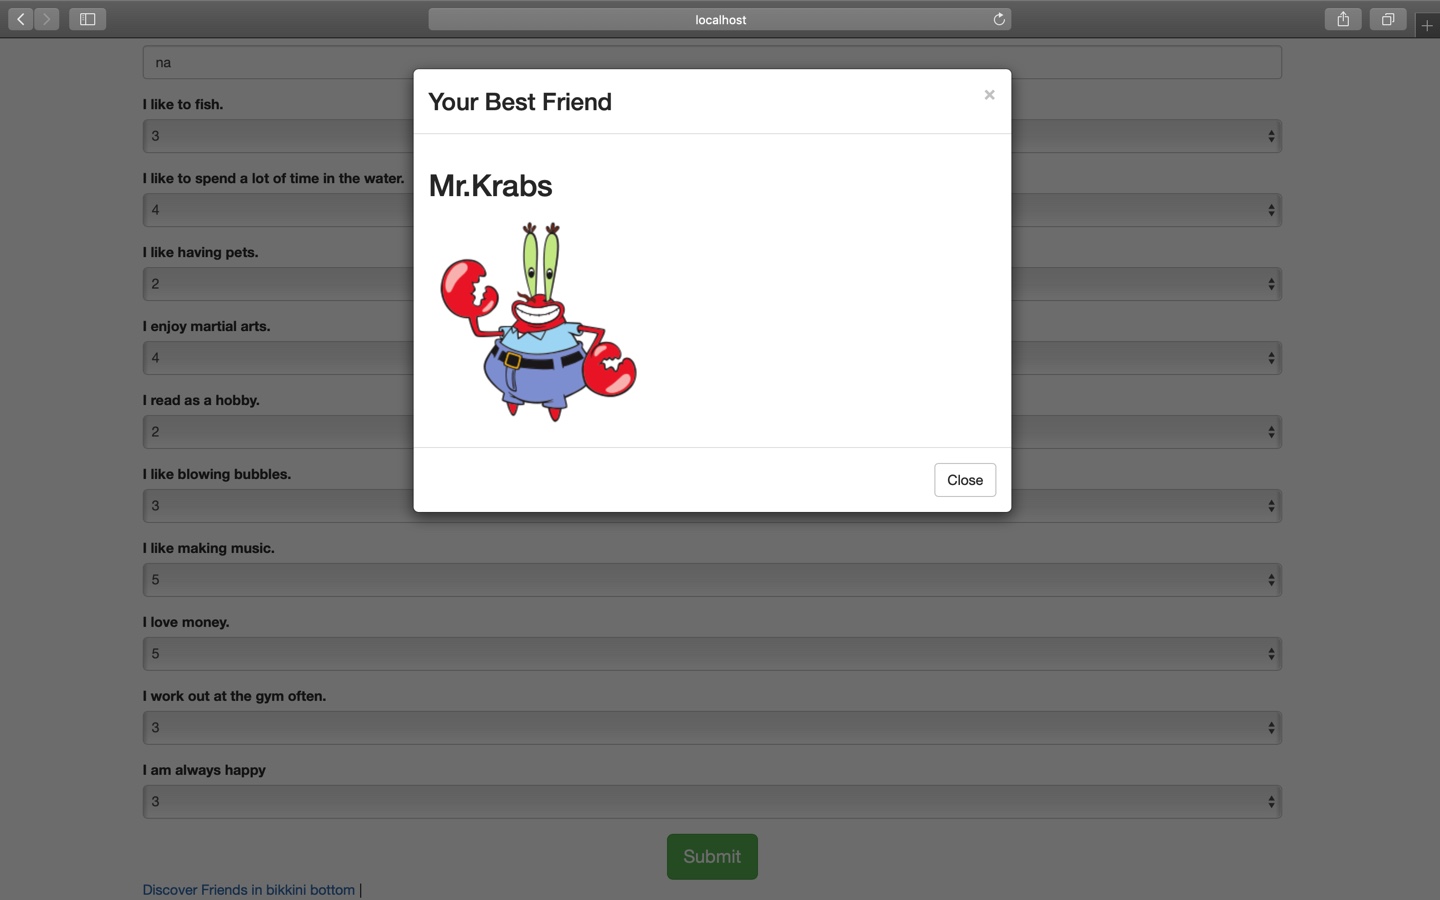 localhost
na
Your Best Friend
×
I like to fish.
3
Mr.Krabs
I like to spend a lot of time in the water.
4
I like having pets.
2
I enjoy martial arts.
4
I read as a hobby.
2
I like blowing bubbles.
3
Close
I like making music.
5
I love money.
5
I work out at the gym often.
3
I am always happy
3
Submit
Discover Friends in bikkini bottom |